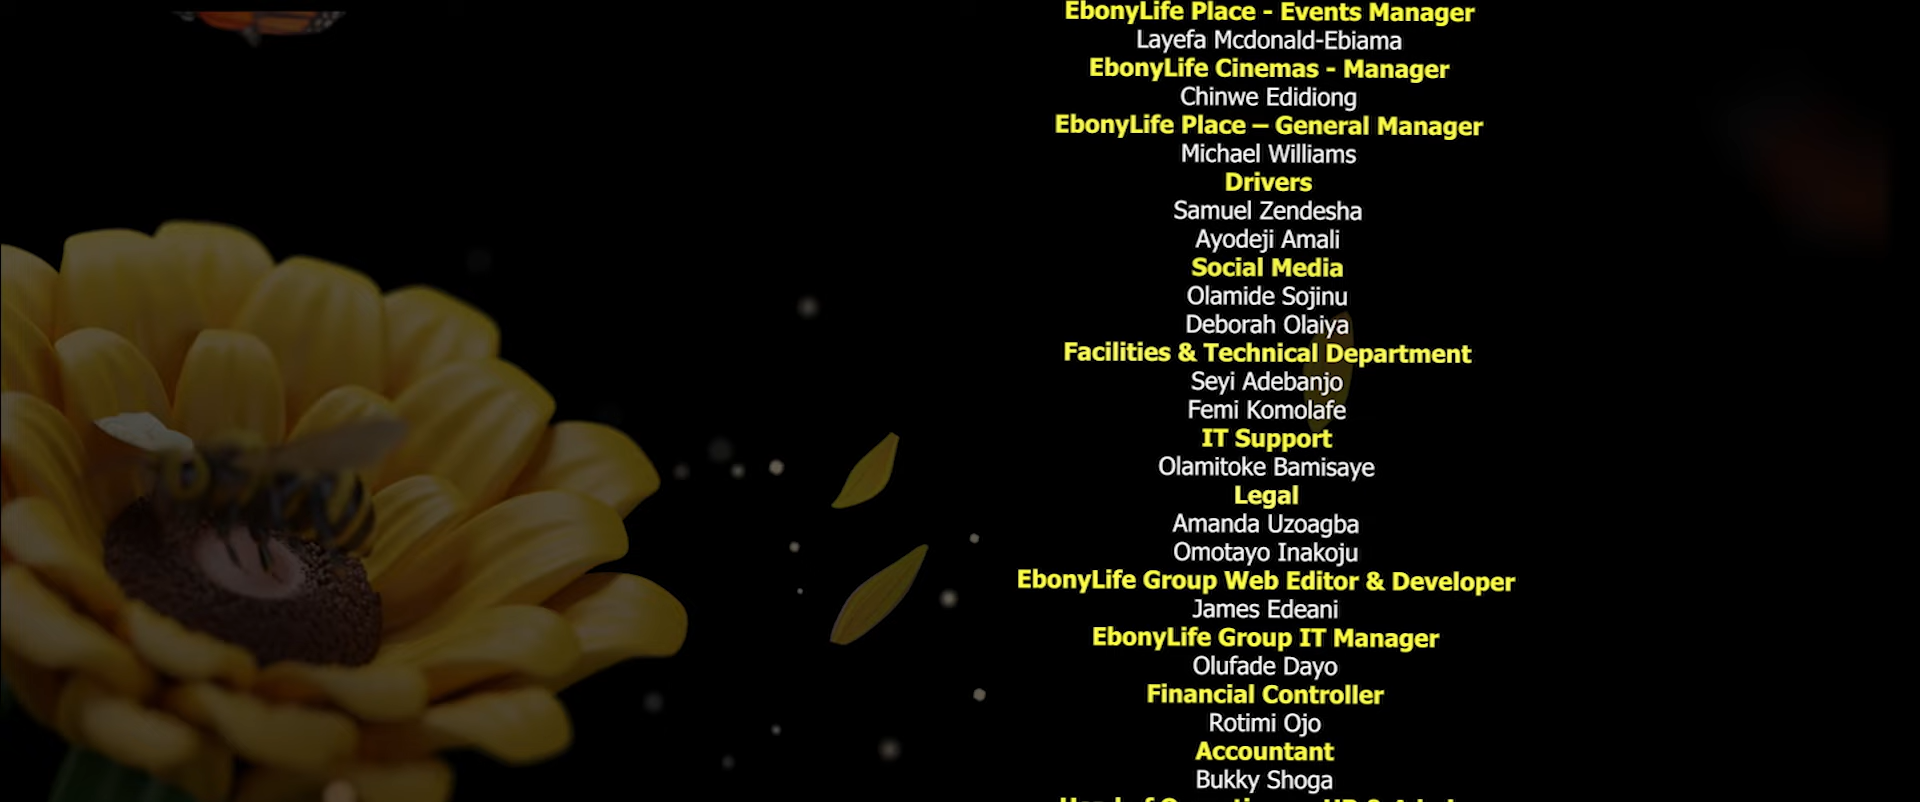 EbonyLife Place - Events Manager
Layefa Mcdonald-Ebiama
EbonyLife Cinemas - Manager
Chinwe Edidiong
EbonyLife Place – General Manager
Michael Williams
Drivers
Samuel Zendesha
Ayodeji Amali
Social Media
Olamide Sojinu
Deborah Olaiya
Facilities & Technical Department
Seyi Adebanjo
Femi Komolafe
IT Support
Olamitoke Bamisaye
Legal
Amanda Uzoagba
Omotayo Inakoju
EbonyLife Group Web Editor & Developer
James Edeani
EbonyLife Group IT Manager
Olufade Dayo
Financial Controller
Rotimi Ojo
Accountant
Bukky Shoga